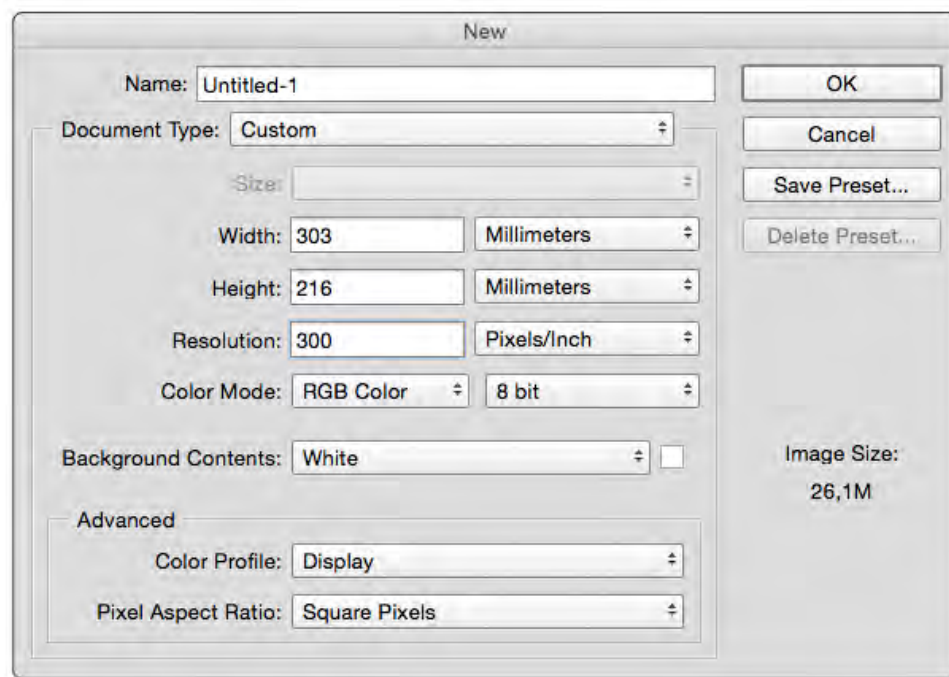 New
Name: Untitled-1
OK
Document Type: Custom
Cancel
Size:
Save Preset...
Width: 303 Millimeters
Delete Preset...
Height: 216 Millimeters
Resolution: 300 Pixels/Inch
Color Mode: RGB Color 8 bit
Background Contents: White
Image Size:
26,1M
Advanced
Color Profile: Display
Pixel Aspect Ratio: Square Pixels